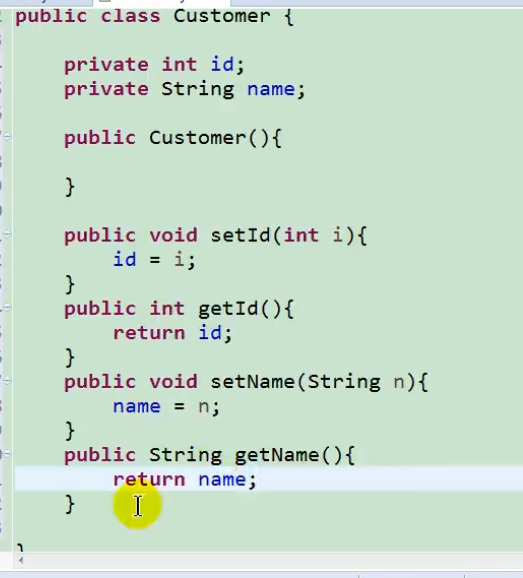 public class Customer {
private int id;
private String name;
public Customer(){
}
public void setId(int i){
id = i;
}
public int getId(){
return id;
}
public void setName(String n){
name = n;
}
public String getName(){
return name;
}
}